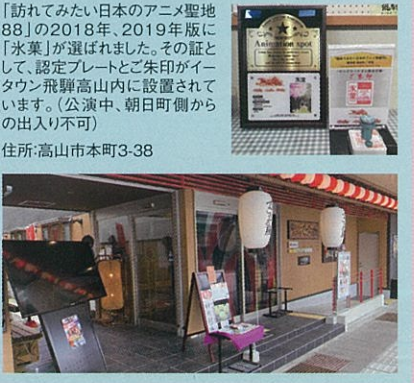 「訪れてみたい日本のアニメ聖地
88」の2018年、2019年版に
「氷菓」が選ばれました。その証と
して、認定プレートとご朱印がイー
タウン飛騨高山内に設置されて
います。（公演中、朝日町側から
の出入り不可）
住所:高山市本町3-38
Animation spot
氷菓